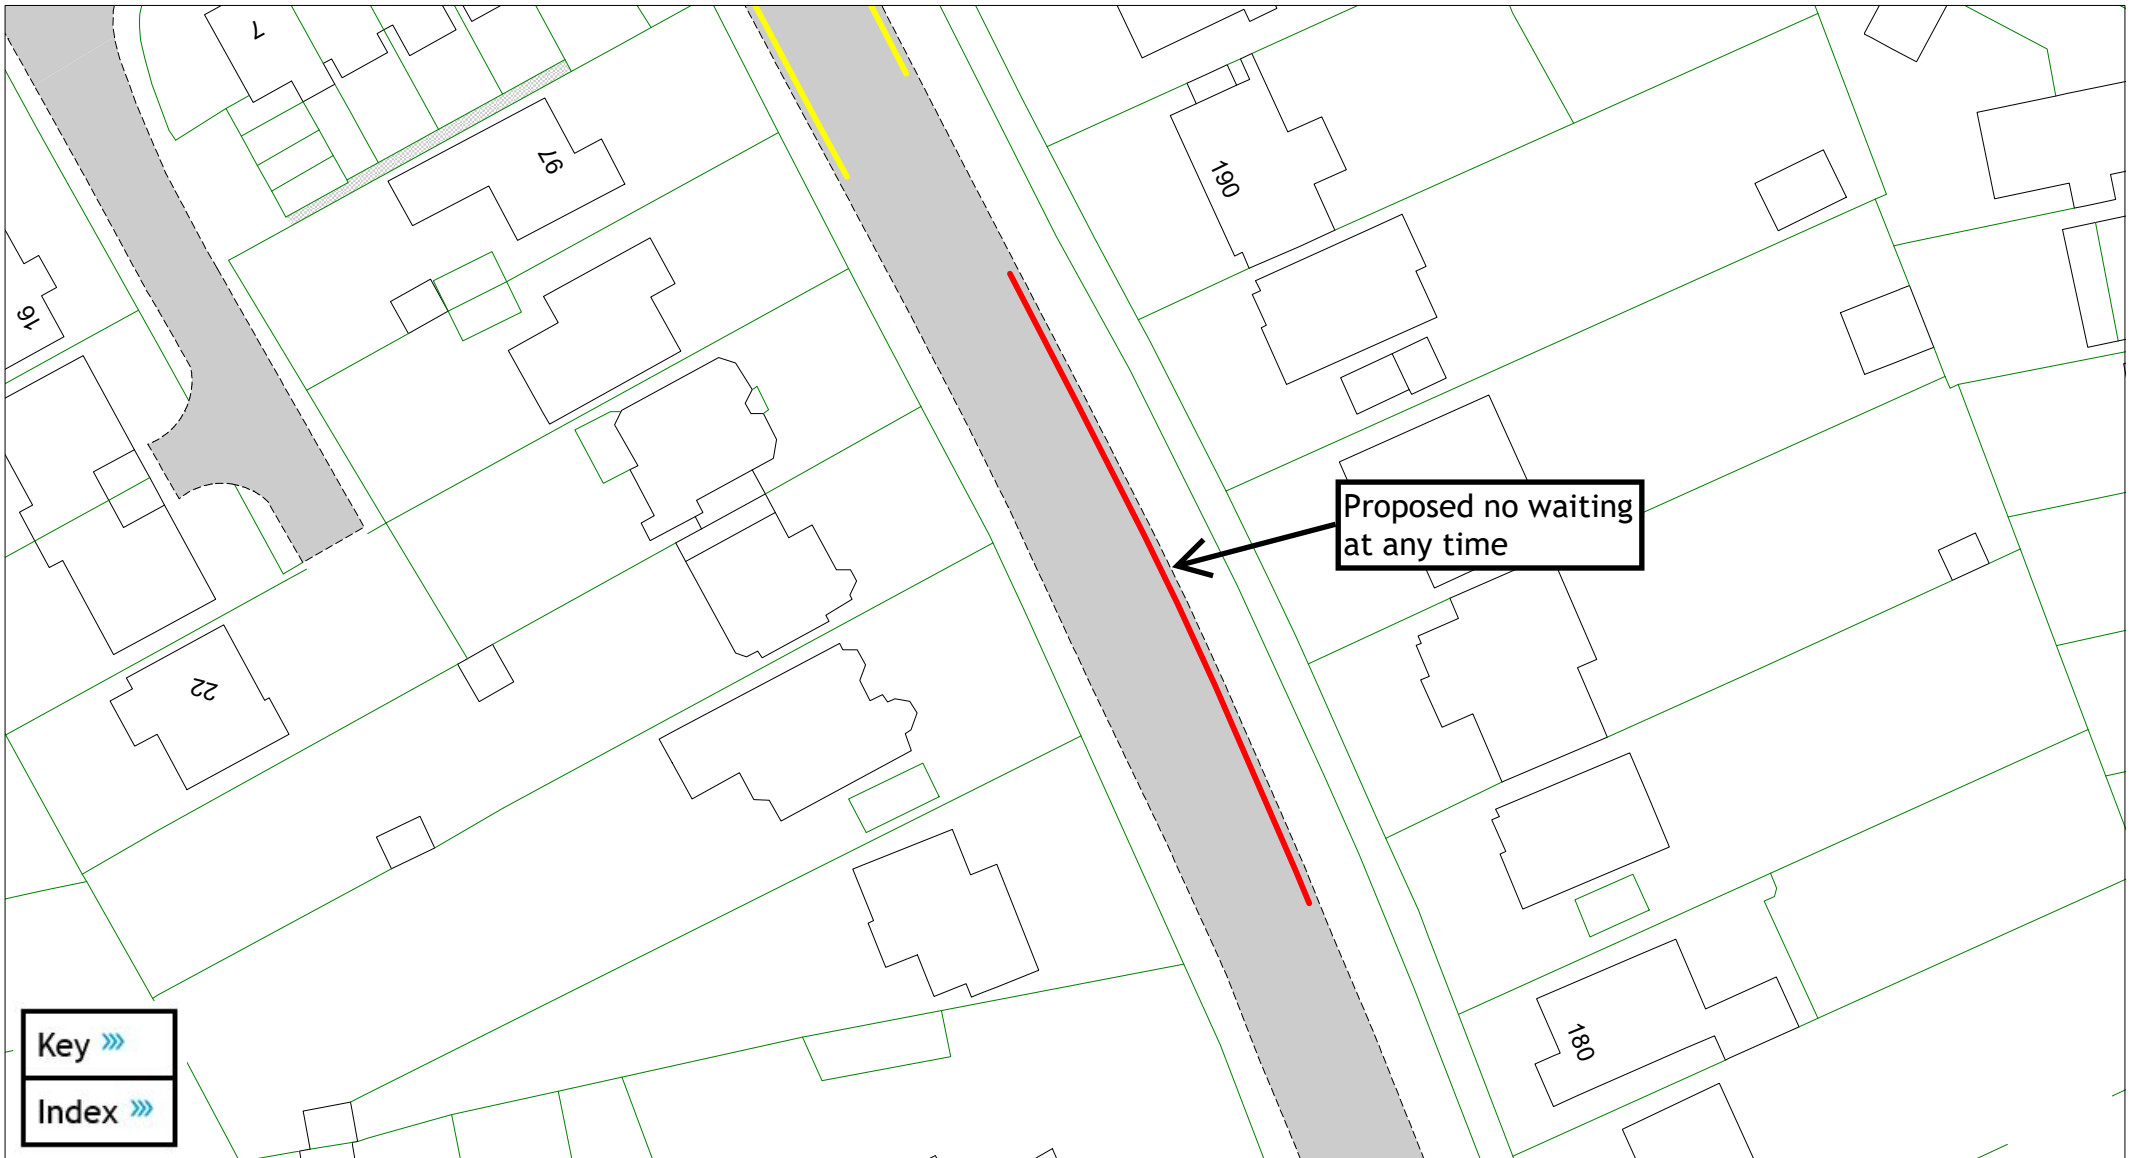 7
97
190
16
Proposed no waiting
at any time
22
180
Key »»
Index »»